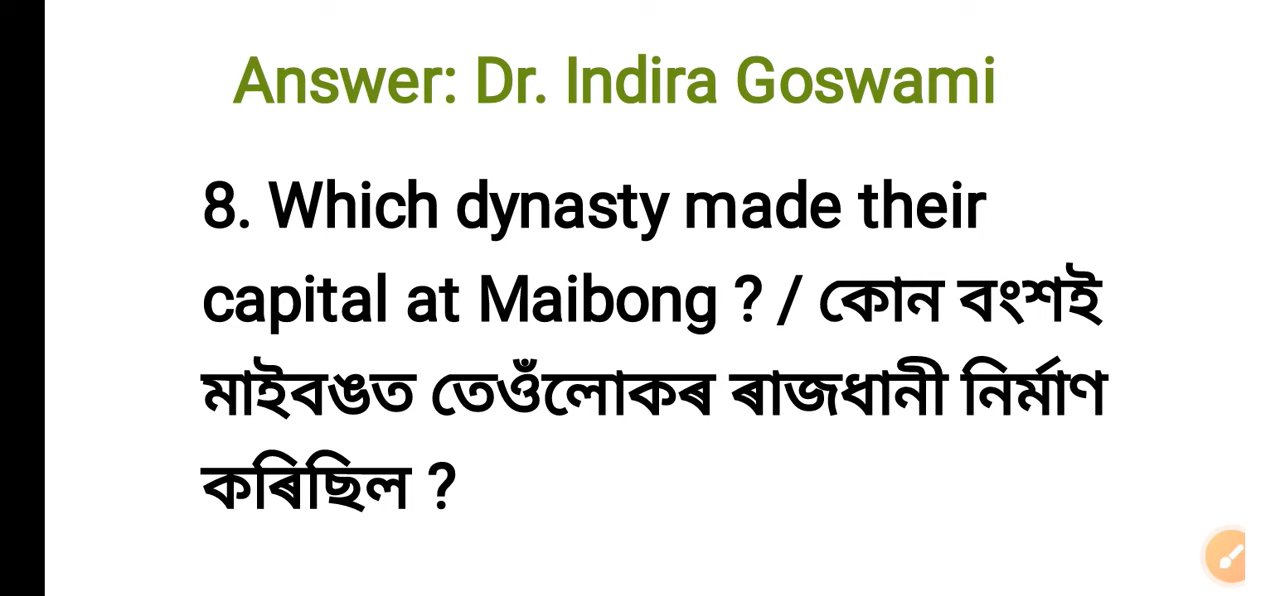 Answer: Dr. Indira Goswami
8. Which dynasty made their
capital at Maibong ? / কোন বংশই
মাইবঙত তেওঁলোকৰ ৰাজধানী নিৰ্মাণ
কৰিছিল ?